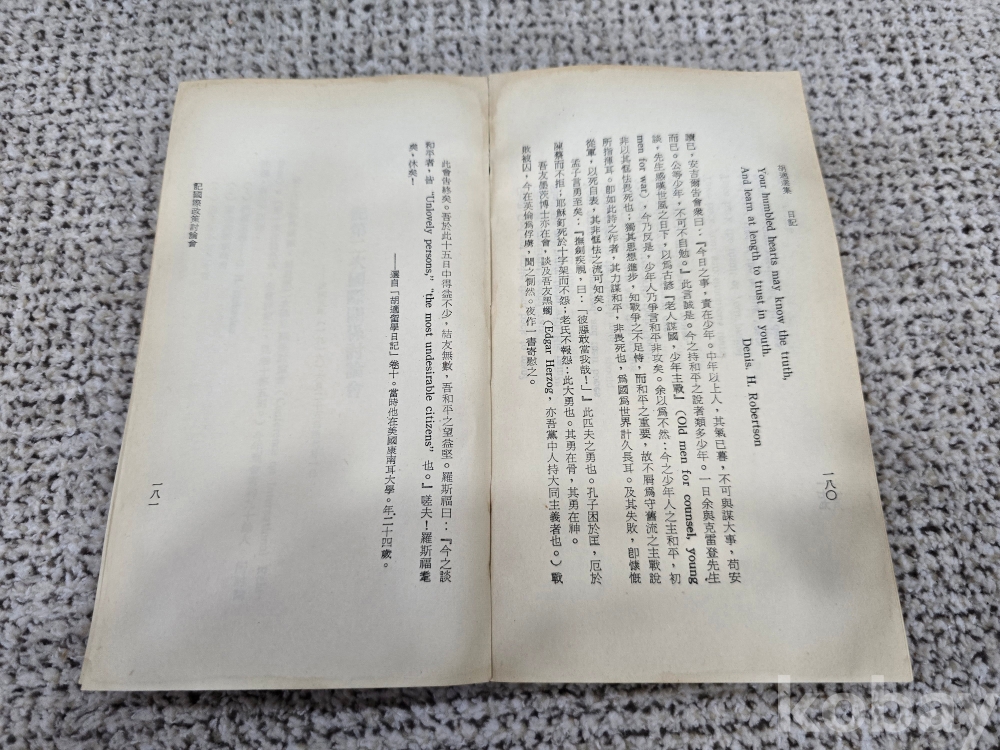 胡適選集　日記
一八〇
Your humbled hearts may know the truth,
And learn at length to trust in youth.
Denis. H. Robertson
讀已，安吉爾告會衆曰：『今日之事，責在少年。中年以上人，其氣已暮，不可與謀大事，苟安
而已。公等少年，不可不自勉。』此言誠是。今之持和平之說者類多少年。一日余與克雷登先生
談，先生感嘆世風之日下，以爲古諺『老人謀國，少年主戰』(Old men for counsel, young
men for war)，今乃反是，少年人乃爭言和平非攻矣。余以爲不然：今之少年人之主和平，初
非以其怯畏死也；獨其思想進步，知戰爭之不足恃，而和平之重要，故不屑爲守舊流之主戰說
所指揮耳。卽如此詩之作者，其力謀和平，非畏死也，爲國爲世界計久長耳。及其失敗，卽慷慨
從軍，以死自表，其非恇怯之流可知矣。
孟子言勇至矣：『撫劍疾視，曰：「彼惡敢當我哉！」』此匹夫之勇也。孔子困於匡，厄於
陳蔡而不拒；耶穌釘死於十字架而不怨；老氏不報怨：此大勇也。其勇在骨，其勇在神。
吾友墨茨博士亦在會，談及吾友黑蠋(Edgar Herzog，亦吾黨中人持大同主義者也。)戰
敗被囚，今在英倫爲俘虜，聞之惘然。夜作一書寄慰之。
此會告終矣。吾於此十五日中得益不少，結友無數，吾和平之望益堅。羅斯福曰：『今之談
和平者，皆 "Unlovely persons," "the most undesirable citizens" 也。』嗟夫！羅斯福耄
矣，休矣！
——選自「胡適留學日記」卷十。當時他在美國康南耳大學。年二十四歲。
記國際政策討論會
一八一